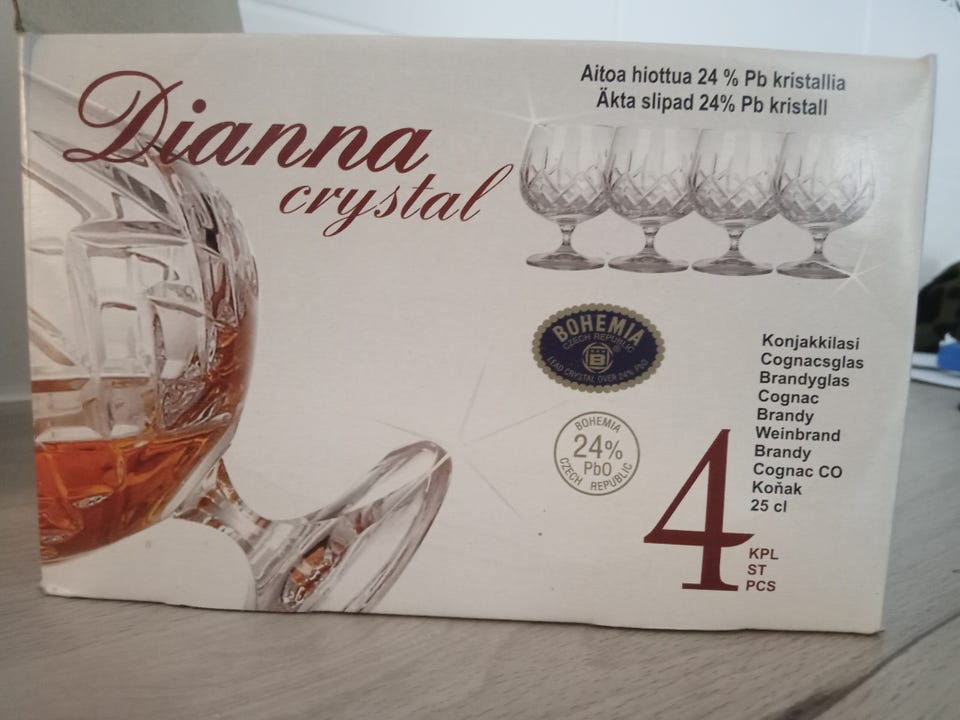 Dianna
crystal
Aitoa hiottua 24 % Pb kristallia
Äkta slipad 24% Pb kristall
BOHEMIA
CZECH REPUBLIC
B
LEAD CRYSTAL OVER 24% PbO
BOHEMIA
24%
PbO
CZECH REPUBLIC
Konjakkilasi
Cognacsglas
Brandyglas
Cognac
Brandy
Weinbrand
Brandy
Cognac CO
Koňak
25 cl
4
KPL
ST
PCS